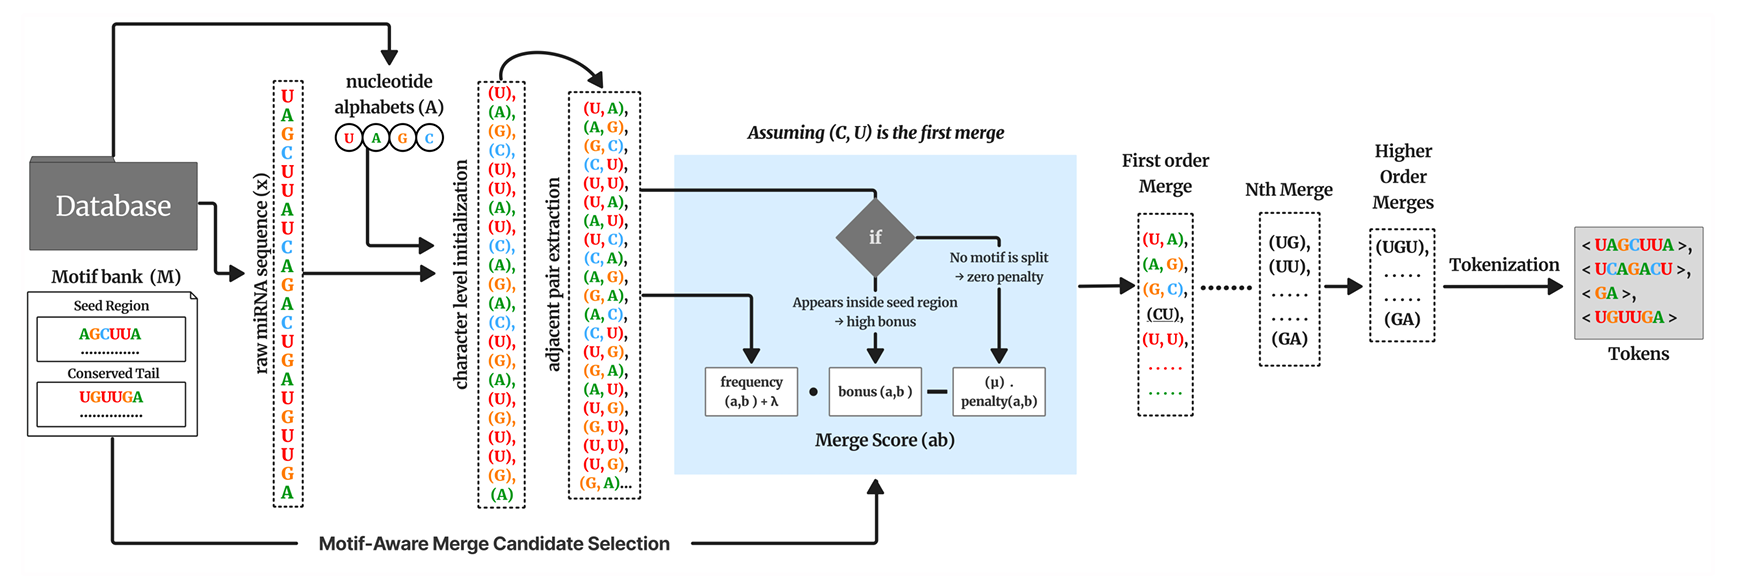 Database
Motif bank (M)
Seed Region
AGCUUA
..............
Conserved Tail
UGUUGA
...............
raw miRNA sequence (x)
U
A
G
C
U
U
A
U
C
A
G
A
C
U
G
A
U
G
U
U
G
A
nucleotide
alphabets (A)
U A G C
character level initialization
(U),
(A),
(G),
(C),
(U),
(U),
(A),
(U),
(C),
(A),
(G),
(A),
(C),
(U),
(G),
(A),
(U),
(G),
(U),
(U),
(G),
(A)
adjacent pair extraction
(U, A),
(A, G),
(G, C),
(C, U),
(U, U),
(U, A),
(A, U),
(U, C),
(C, A),
(A, G),
(G, A),
(A, C),
(C, U),
(U, G),
(G, A),
(A, U),
(U, G),
(G, U),
(U, U),
(U, G),
(G, A)...
Assuming (C, U) is the first merge
if
No motif is split
→ zero penalty
Appears inside seed region
→ high bonus
frequency
(a,b ) + λ
•
bonus (a,b )
—
(μ) .
penalty(a,b)
Merge Score (ab)
Motif-Aware Merge Candidate Selection
First order
Merge
(U, A),
(A, G),
(G, C),
(CU),
(U, U),
.....
.....
Nth Merge
(UG),
(UU),
.....
.....
(GA)
Higher
Order
Merges
(UGU),
.....
.....
(GA)
Tokenization
< UAGCUUA >,
< UCAGACU >,
< GA >,
< UGUUGA >
Tokens